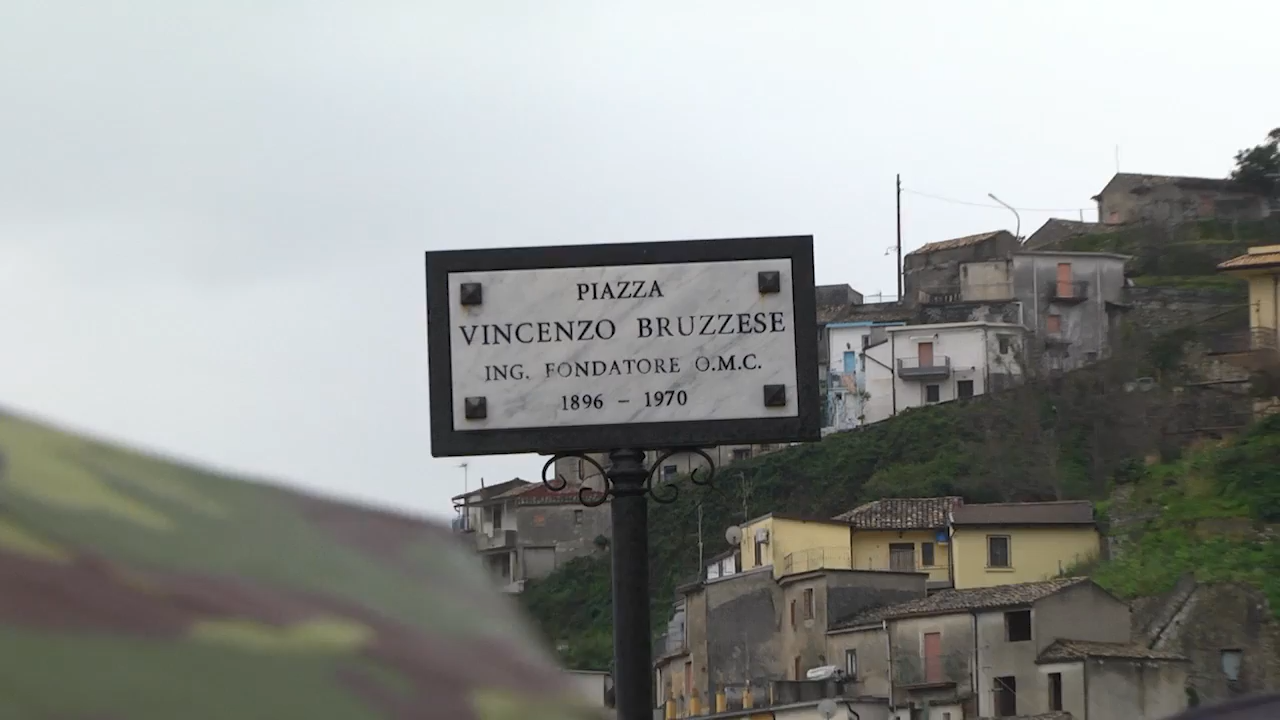 PIAZZA
VINCENZO BRUZZESE
ING. FONDATORE O.M.C.
1896 – 1970